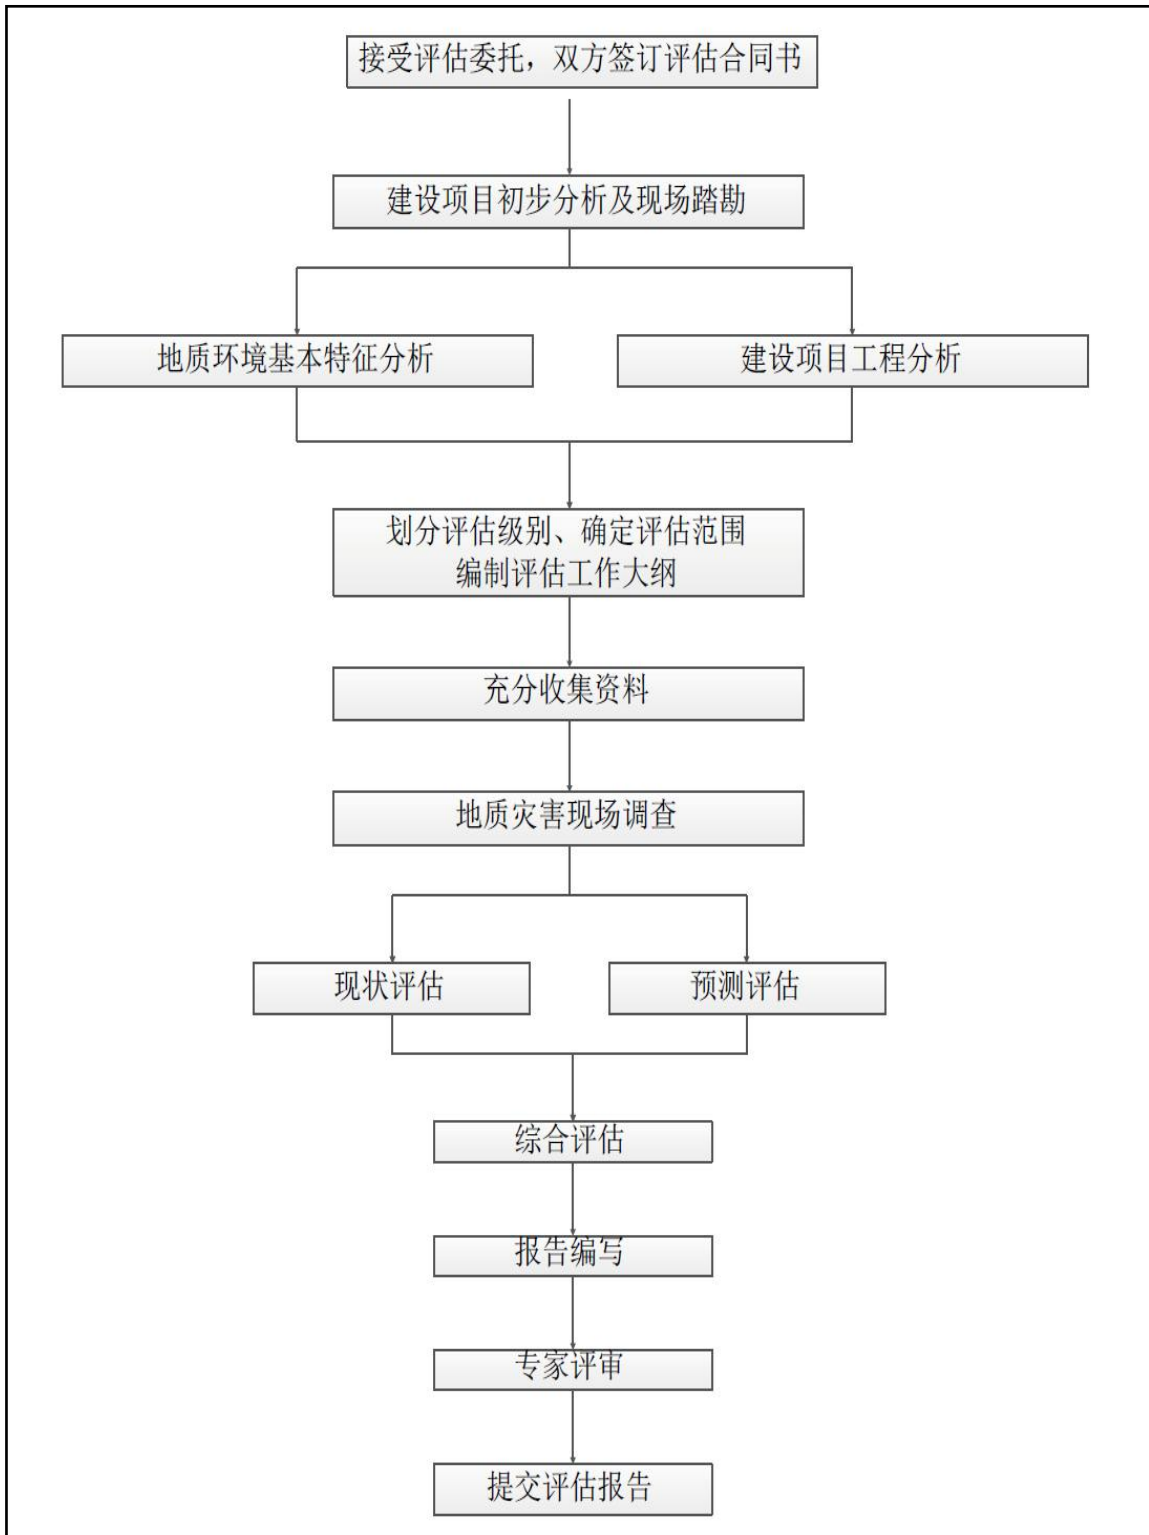 接受评估委托，双方签订评估合同书
建设项目初步分析及现场踏勘
地质环境基本特征分析
建设项目工程分析
划分评估级别、确定评估范围
编制评估工作大纲
充分收集资料
地质灾害现场调查
现状评估
预测评估
综合评估
报告编写
专家评审
提交评估报告